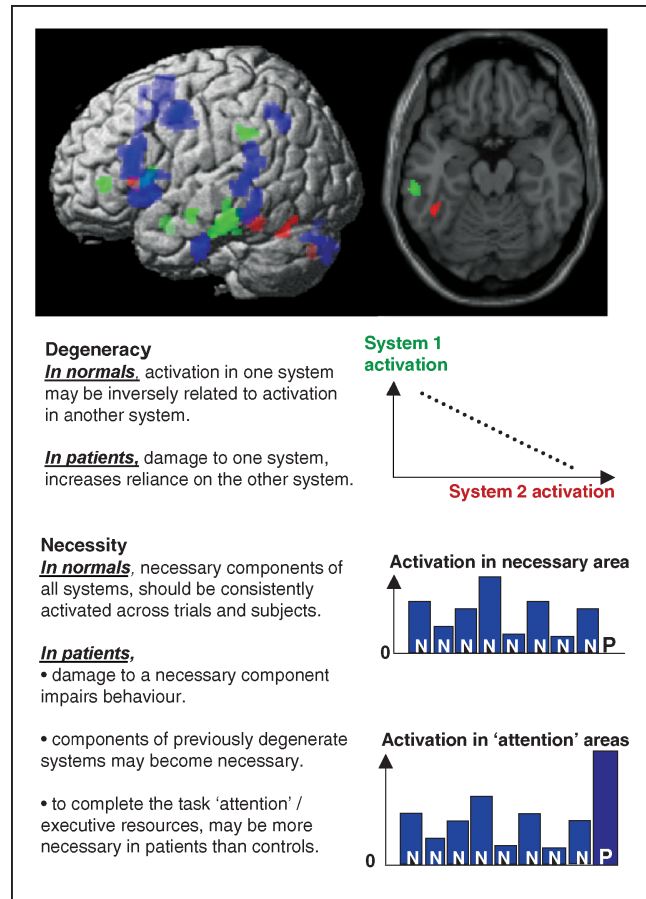 Degeneracy
In normals, activation in one system
may be inversely related to activation
in another system.
In patients, damage to one system,
increases reliance on the other system.
System 1
activation
System 2 activation
Necessity
In normals, necessary components of
all systems, should be consistently
activated across trials and subjects.
In patients,
• damage to a necessary component
impairs behaviour.
• components of previously degenerate
systems may become necessary.
• to complete the task ‘attention’ /
executive resources, may be more
necessary in patients than controls.
Activation in necessary area
0
N N N N N N N N P
Activation in ‘attention’ areas
0
N N N N N N N N P